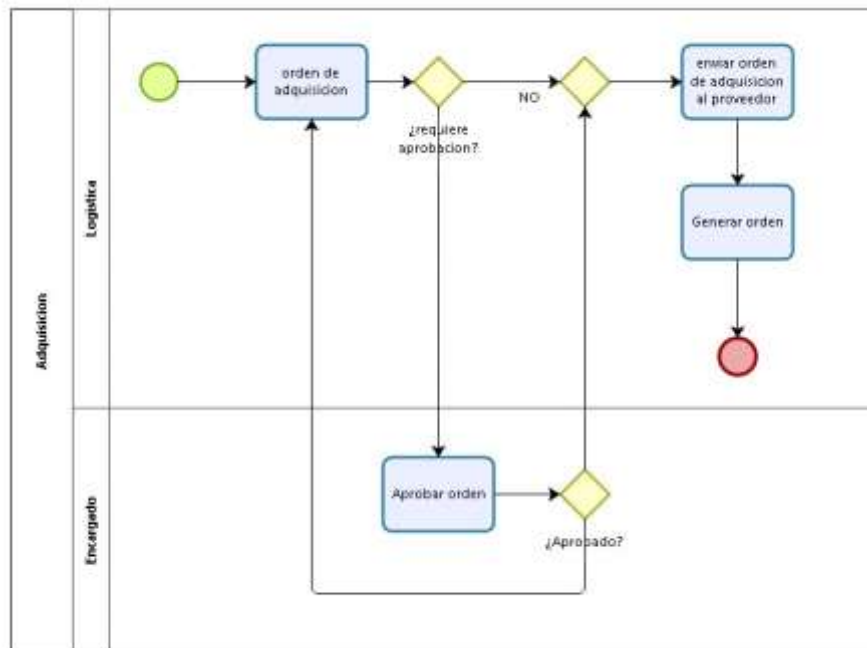 Adquisicion
Logistica
Encargado
orden de
adquisicion
¿requiere
aprobacion?
NO
enviar orden
de adquisicion
al proveedor
Generar orden
Aprobar orden
¿Aprobado?